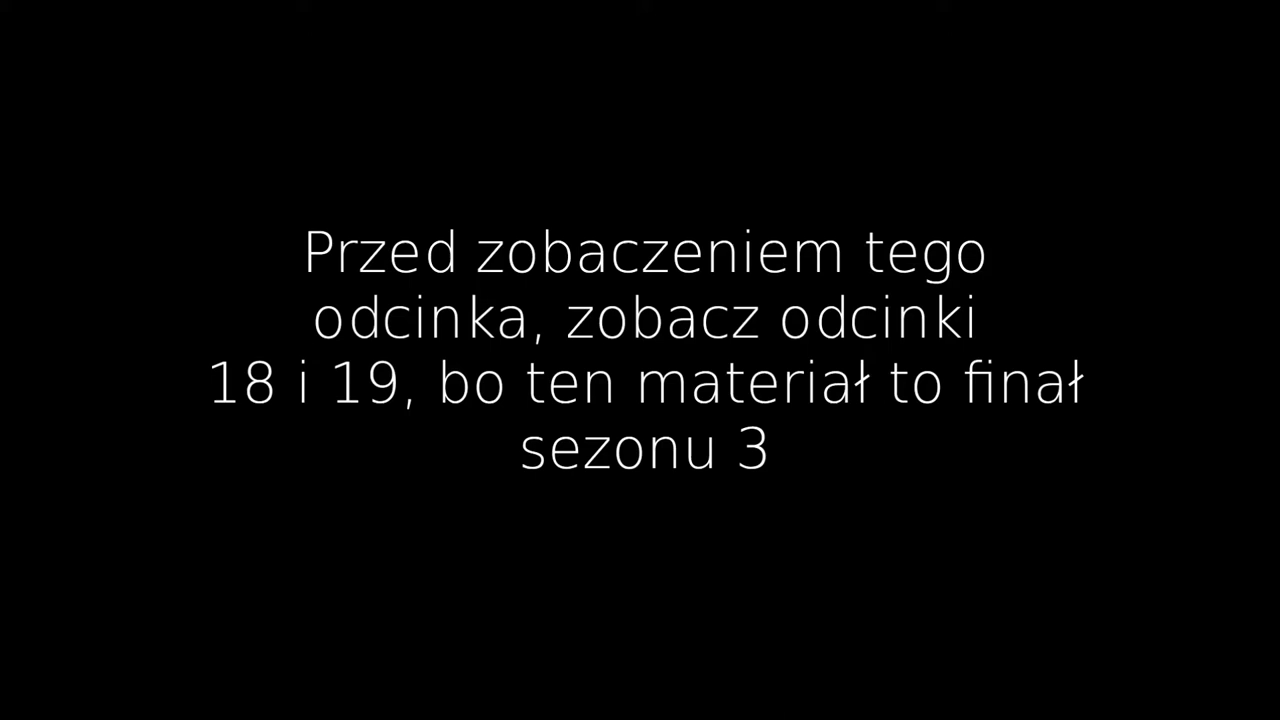 Przed zobaczeniem tego
odcinka, zobacz odcinki
18 i 19, bo ten materiał to finał
sezonu 3